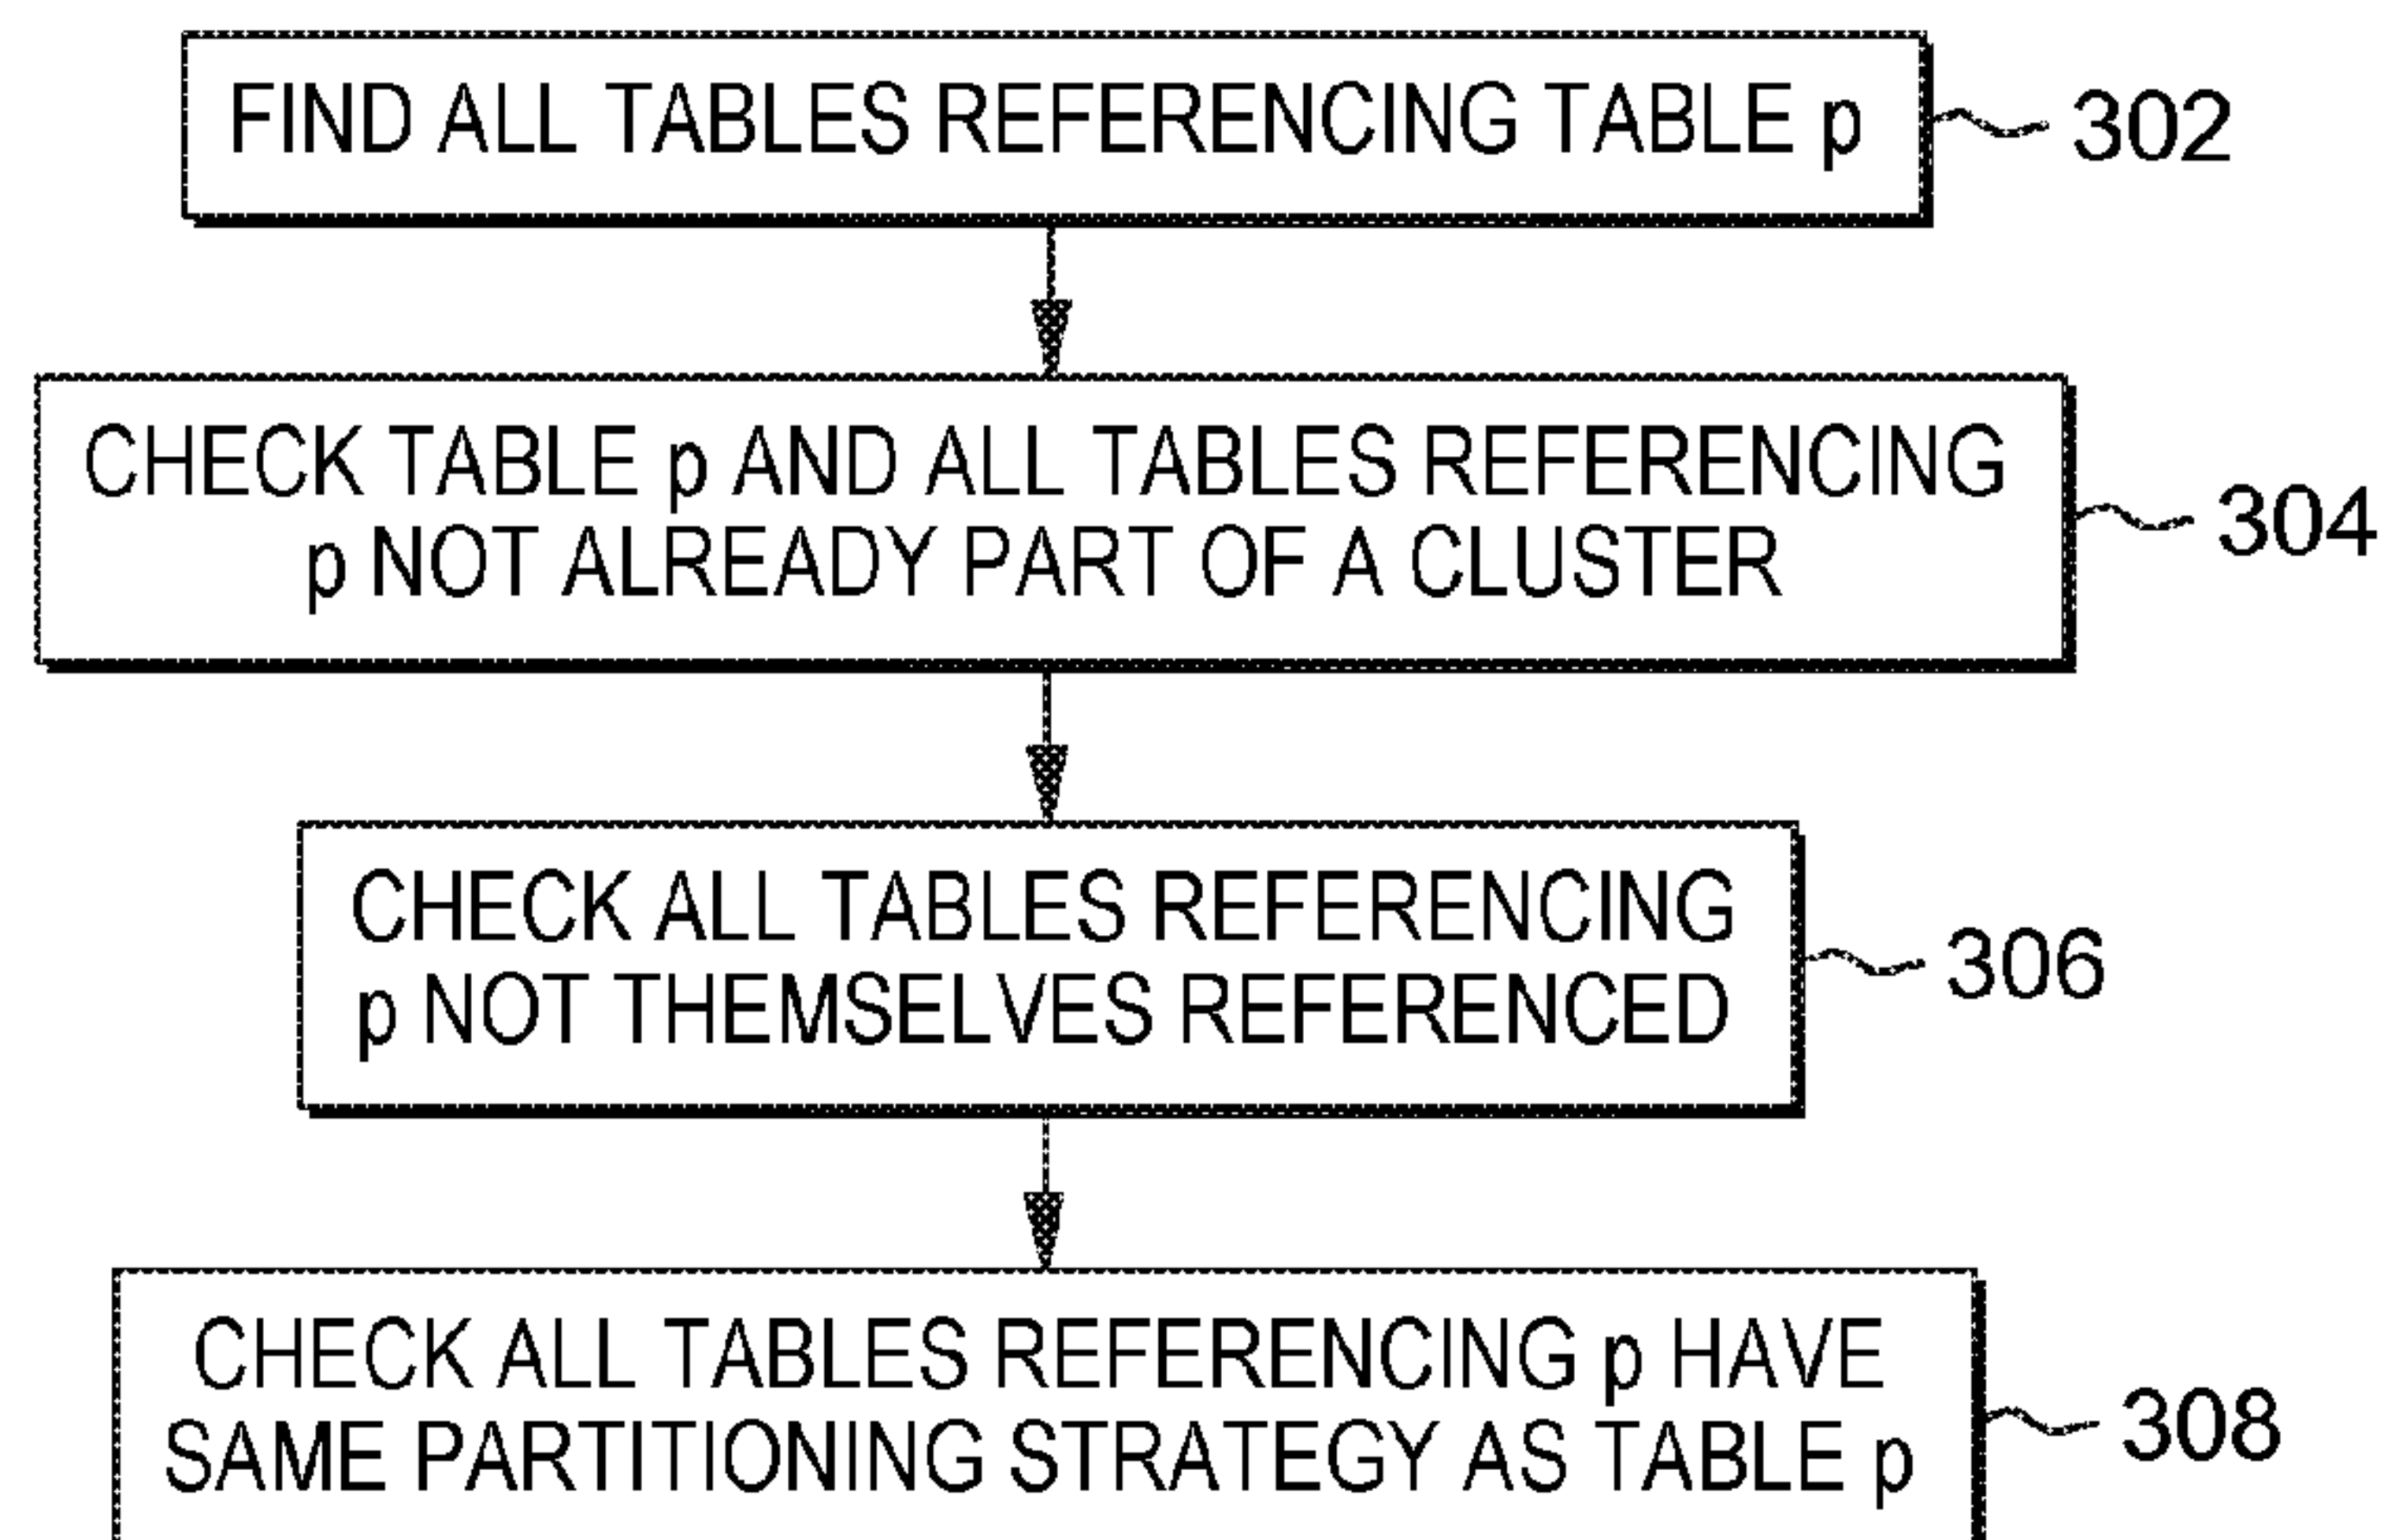 FIND ALL TABLES REFERENCING TABLE p
302
CHECK TABLE p AND ALL TABLES REFERENCING
p NOT ALREADY PART OF A CLUSTER
304
CHECK ALL TABLES REFERENCING
p NOT THEMSELVES REFERENCED
306
CHECK ALL TABLES REFERENCING p HAVE
SAME PARTITIONING STRATEGY AS TABLE p
308